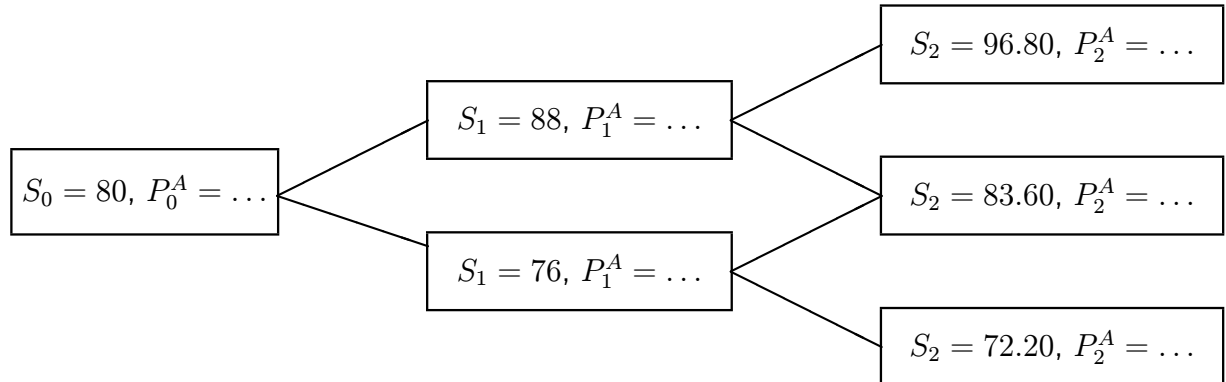 S_0 = 80, P_0^A = ...
S_1 = 88, P_1^A = ...
S_1 = 76, P_1^A = ...
S_2 = 96.80, P_2^A = ...
S_2 = 83.60, P_2^A = ...
S_2 = 72.20, P_2^A = ...